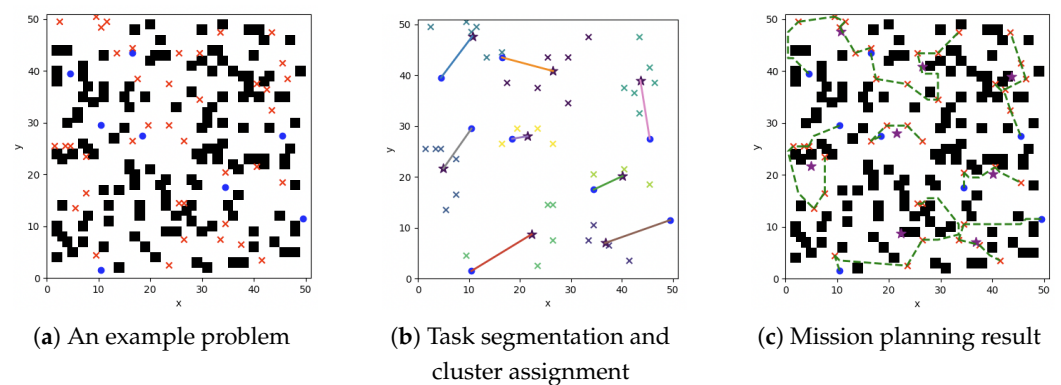 50
40
30
20
10
0
y
0 10 20 30 40 50
x
50
40
30
20
10
0
y
0 10 20 30 40 50
x
50
40
30
20
10
0
y
0 10 20 30 40 50
x
(a) An example problem
(b) Task segmentation and
cluster assignment
(c) Mission planning result